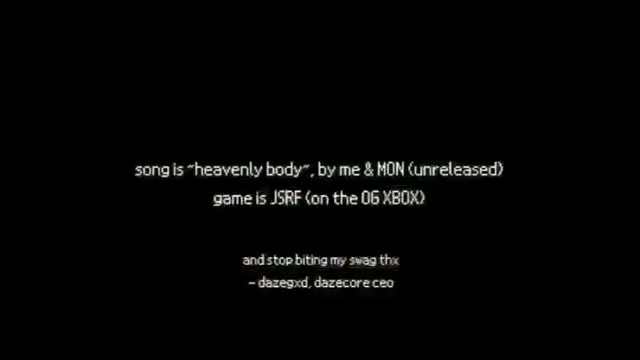 song is "heavenly body", by me & MON (unreleased)
game is JSRF (on the OG XBOX)
and stop biting my swag thx
- dazegxd, dazecore ceo